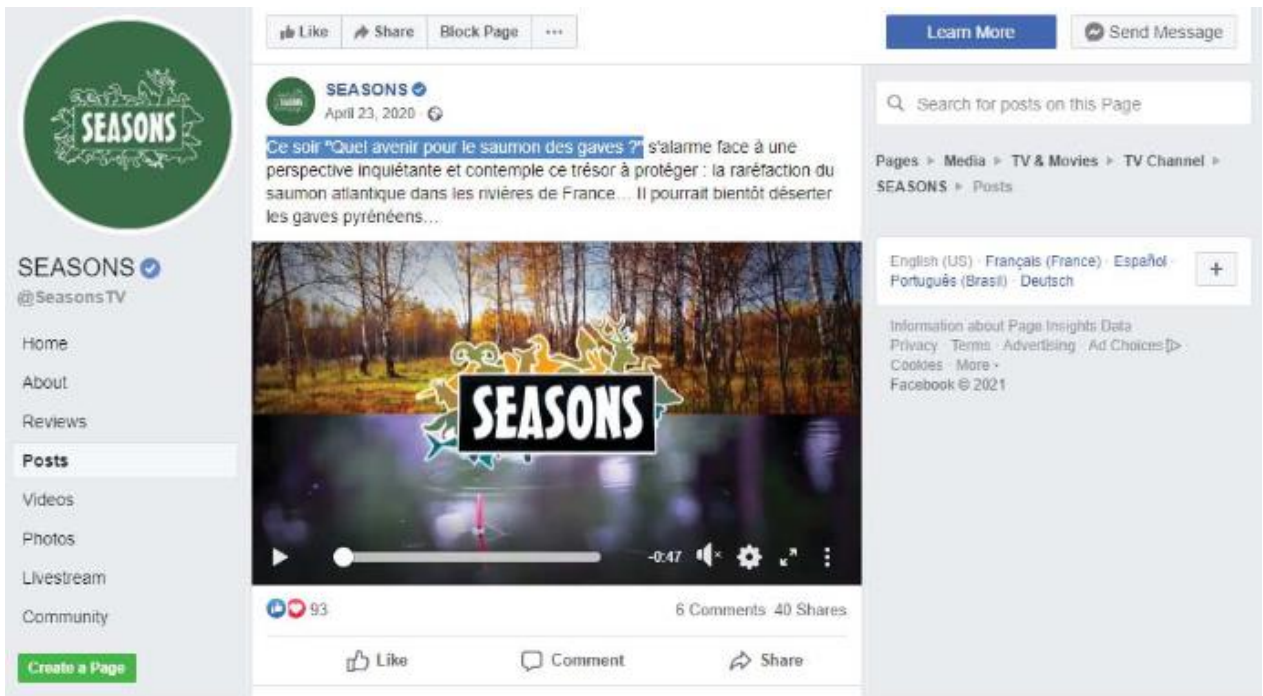 Like Share Block Page ...
Learn More Send Message
SEASONS
SEASONS
@SeasonsTV
Home
About
Reviews
Posts
Videos
Photos
Livestream
Community
Create a Page
SEASONS
April 23, 2020
Ce soir "Quel avenir pour le saumon des gaves ?" s'alarme face à une
perspective inquiétante et contemple ce trésor à protéger : la raréfaction du
saumon atlantique dans les rivières de France... Il pourrait bientôt déserter
les gaves pyrénéens...
SEASONS
-0:47
93
6 Comments 40 Shares
Like Comment Share
Search for posts on this Page
Pages Media TV & Movies TV Channel
SEASONS Posts
English (US) · Français (France) · Español ·
Português (Brasil) · Deutsch
+
Information about Page Insights Data
Privacy · Terms · Advertising · Ad Choices ·
Cookies · More
Facebook © 2021